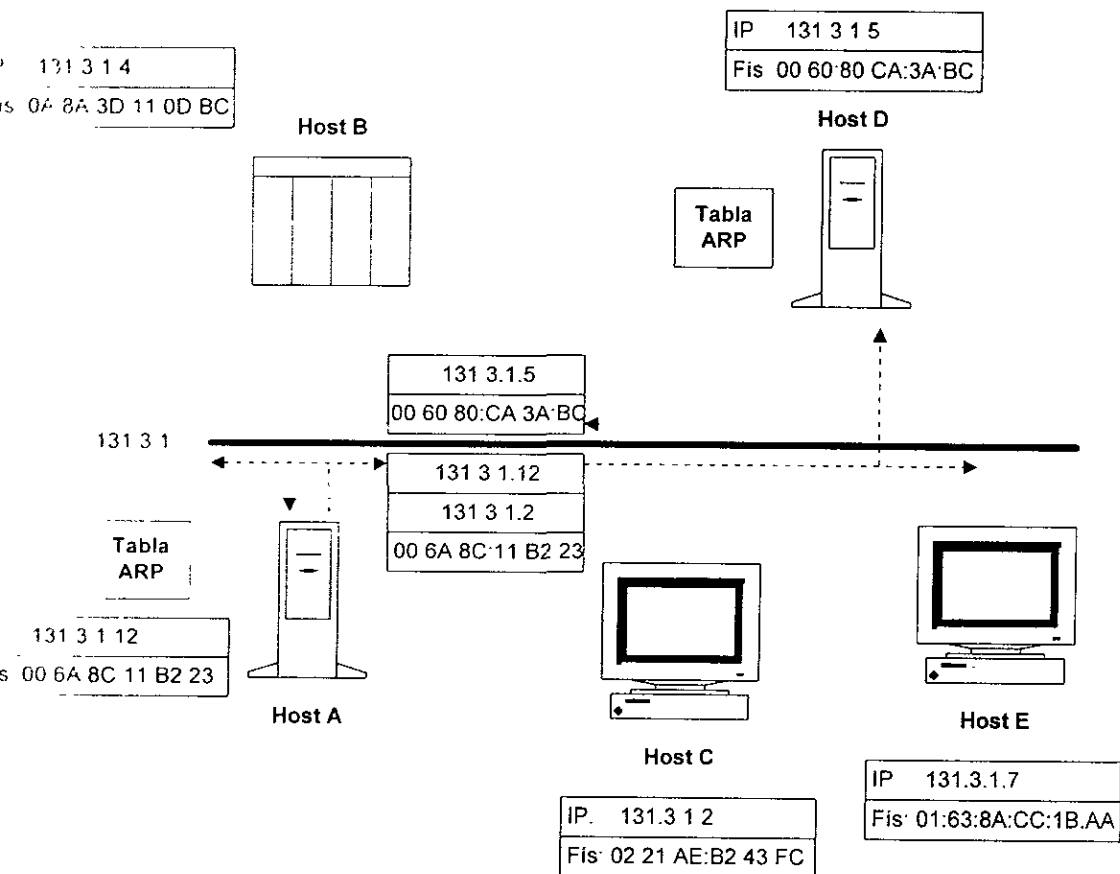 IP 131 3 1 5
Fís 00 60 80 CA:3A BC
131 3 1 4
0A 8A 3D 11 0D BC
Host B
Host D
Tabla
ARP
131 3.1.5
00 60 80:CA 3A BC
131 3 1
131 3 1.12
131 3 1.2
00 6A 8C 11 B2 23
Tabla
ARP
131 3 1 12
00 6A 8C 11 B2 23
Host A
Host C
Host E
IP 131.3.1.7
Fís 01:63:8A:CC:1B.AA
IP. 131.3 1 2
Fís 02 21 AE:B2 43 FC